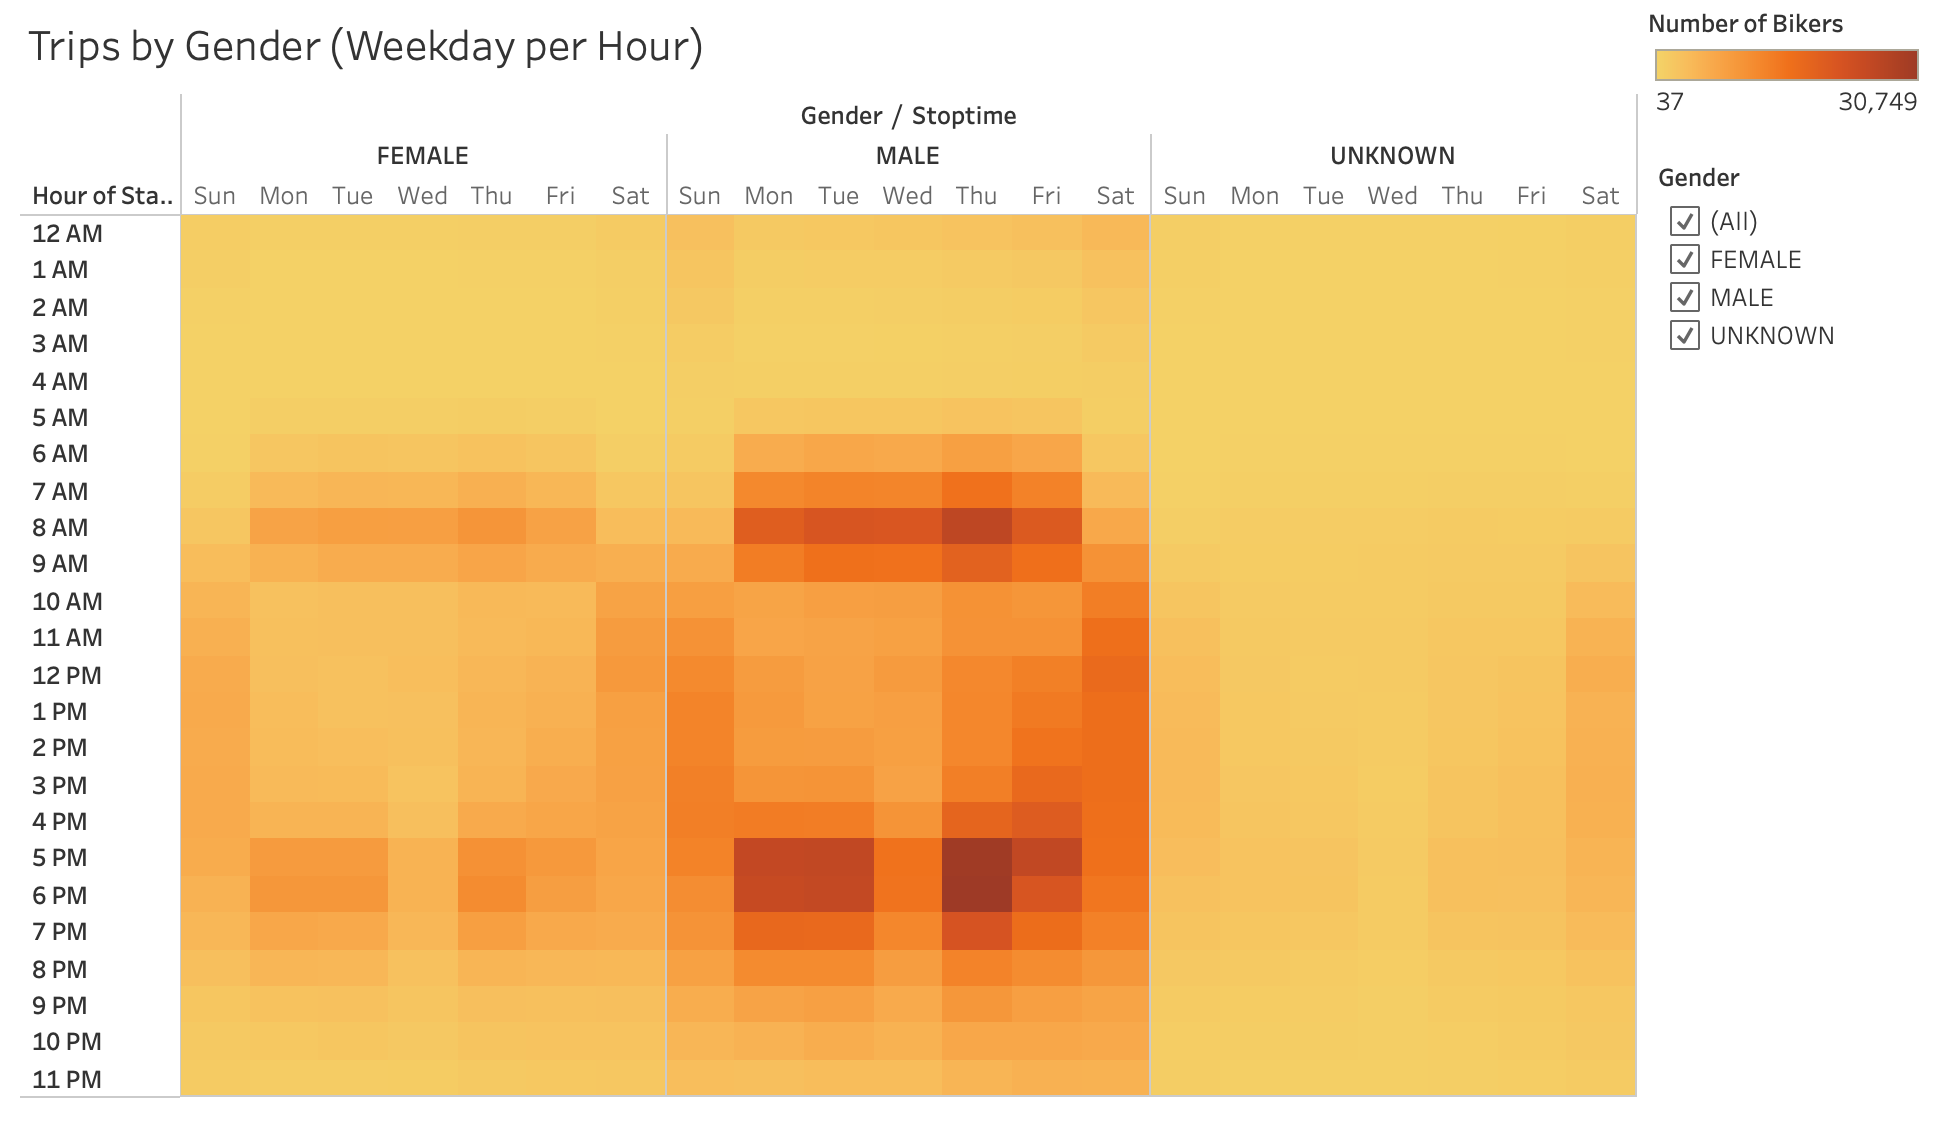 Trips by Gender (Weekday per Hour)
Number of Bikers
37 30,749
Gender / Stoptime
FEMALE MALE UNKNOWN
Hour of Sta.. Sun Mon Tue Wed Thu Fri Sat Sun Mon Tue Wed Thu Fri Sat Sun Mon Tue Wed Thu Fri Sat
12 AM
1 AM
2 AM
3 AM
4 AM
5 AM
6 AM
7 AM
8 AM
9 AM
10 AM
11 AM
12 PM
1 PM
2 PM
3 PM
4 PM
5 PM
6 PM
7 PM
8 PM
9 PM
10 PM
11 PM
Gender
(All)
FEMALE
MALE
UNKNOWN